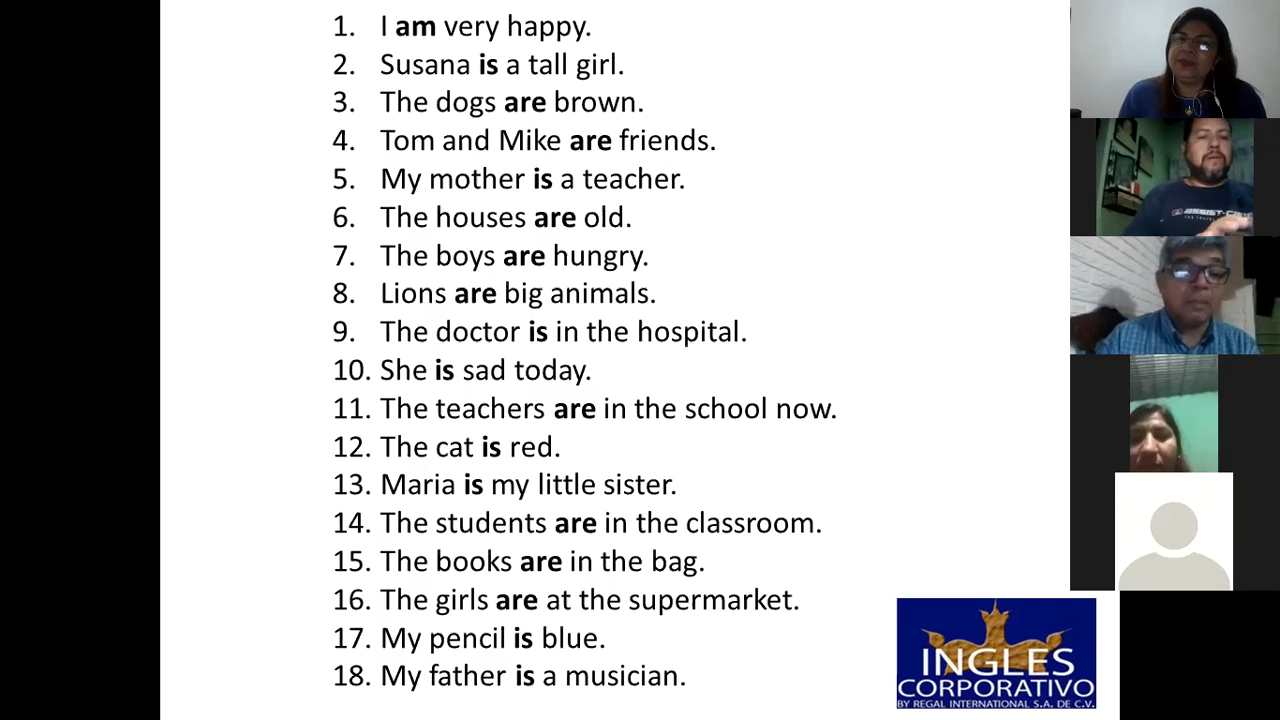 1. I am very happy.
2. Susana is a tall girl.
3. The dogs are brown.
4. Tom and Mike are friends.
5. My mother is a teacher.
6. The houses are old.
7. The boys are hungry.
8. Lions are big animals.
9. The doctor is in the hospital.
10. She is sad today.
11. The teachers are in the school now.
12. The cat is red.
13. Maria is my little sister.
14. The students are in the classroom.
15. The books are in the bag.
16. The girls are at the supermarket.
17. My pencil is blue.
18. My father is a musician.
INGLES
CORPORATIVO
BY REGAL INTERNATIONAL S.A. DE C.V.